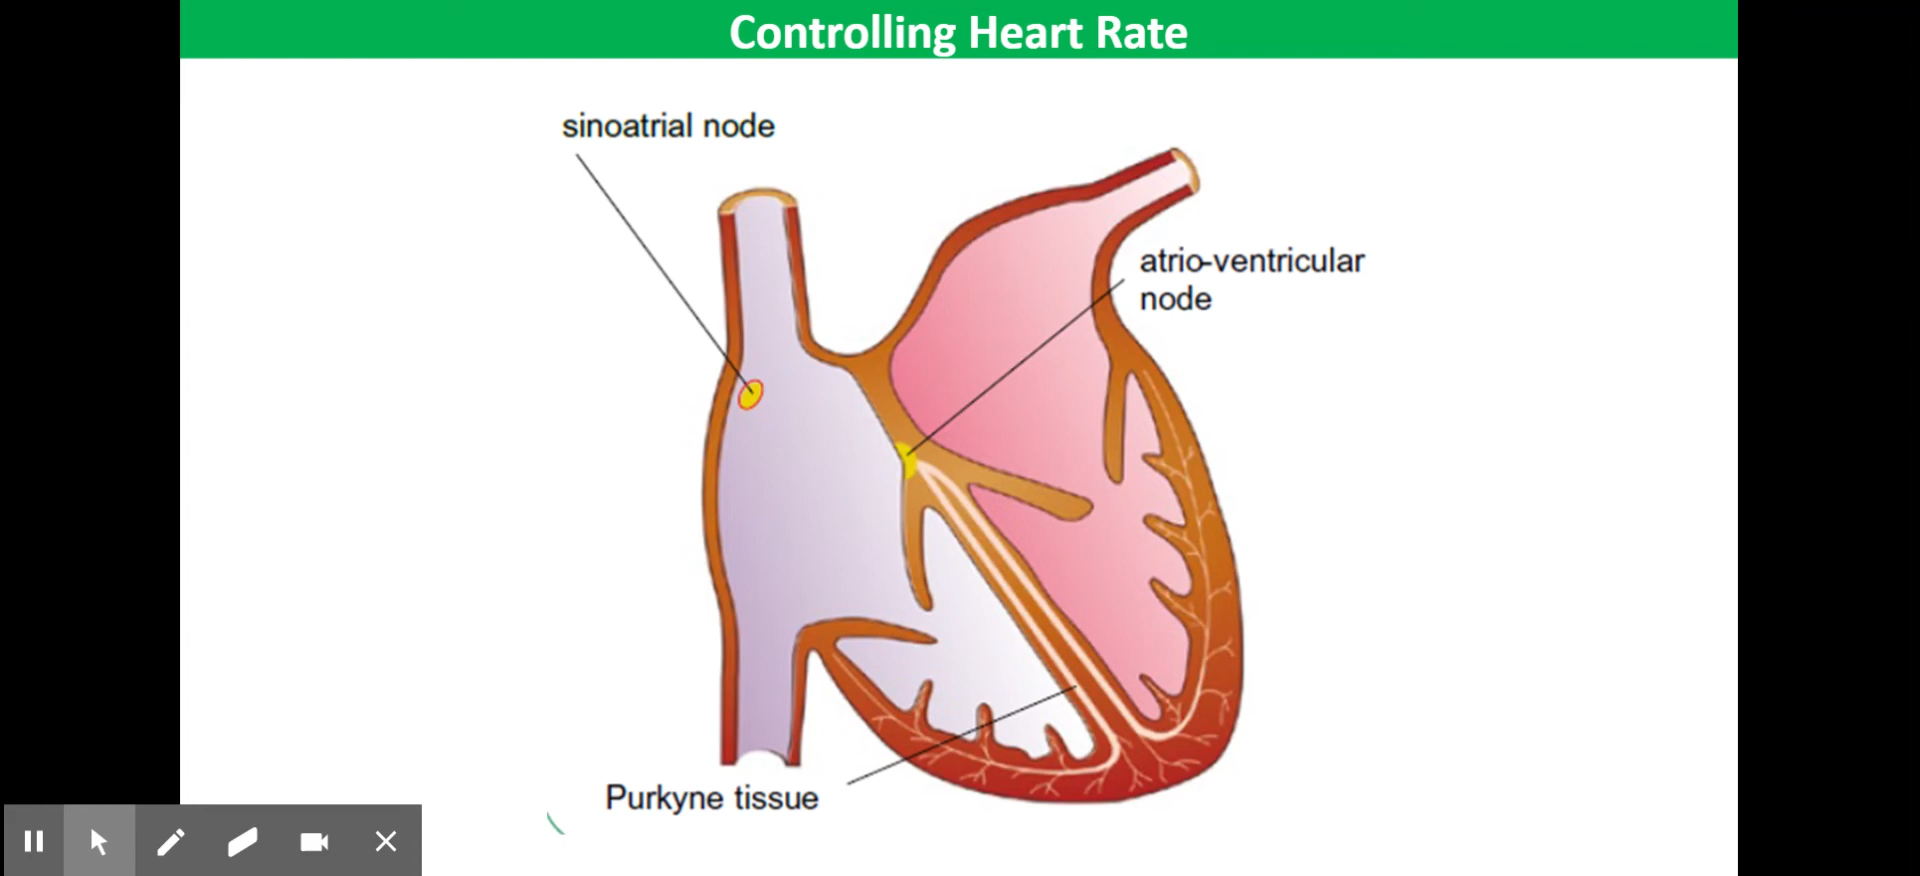 Controlling Heart Rate
sinoatrial node
atrio-ventricular
node
Purkyne tissue